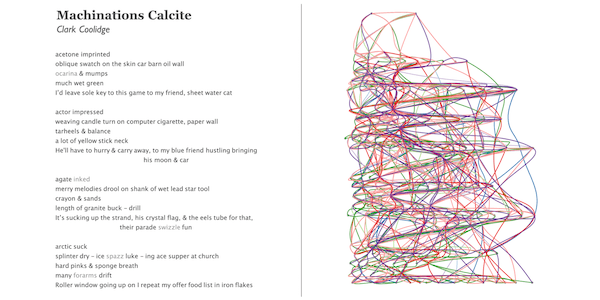 Machinations Calcite
Clark Coolidge
acetone imprinted
oblique swatch on the skin car barn oil wall
ocarina & mumps
much wet green
I'd leave sole key to this game to my friend, sheet water cat
actor impressed
weaving candle turn on computer cigarette, paper wall
tarheels & balance
a lot of yellow stick neck
He'll have to hurry & carry away, to my blue friend hustling bringing
his moon & car
agate inked
merry melodies drool on shank of wet lead star tool
crayon & sands
length of granite buck – drill
It's sucking up the strand, his crystal flag, & the eels tube for that,
their parade swizzle fun
arctic suck
splinter dry – ice spazz luke – ing ace supper at church
hard pinks & sponge breath
many forarms drift
Roller window going up on I repeat my offer food list in iron flakes